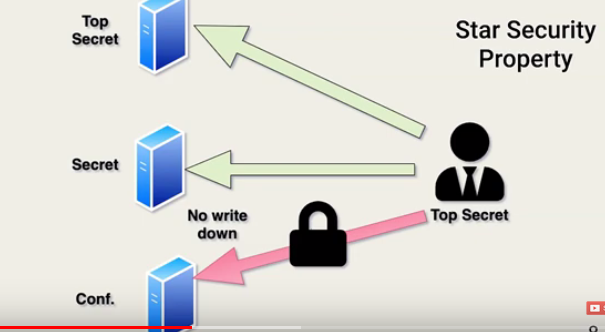 Star Security
Property
Top
Secret
Secret
Top Secret
No write
down
Conf.